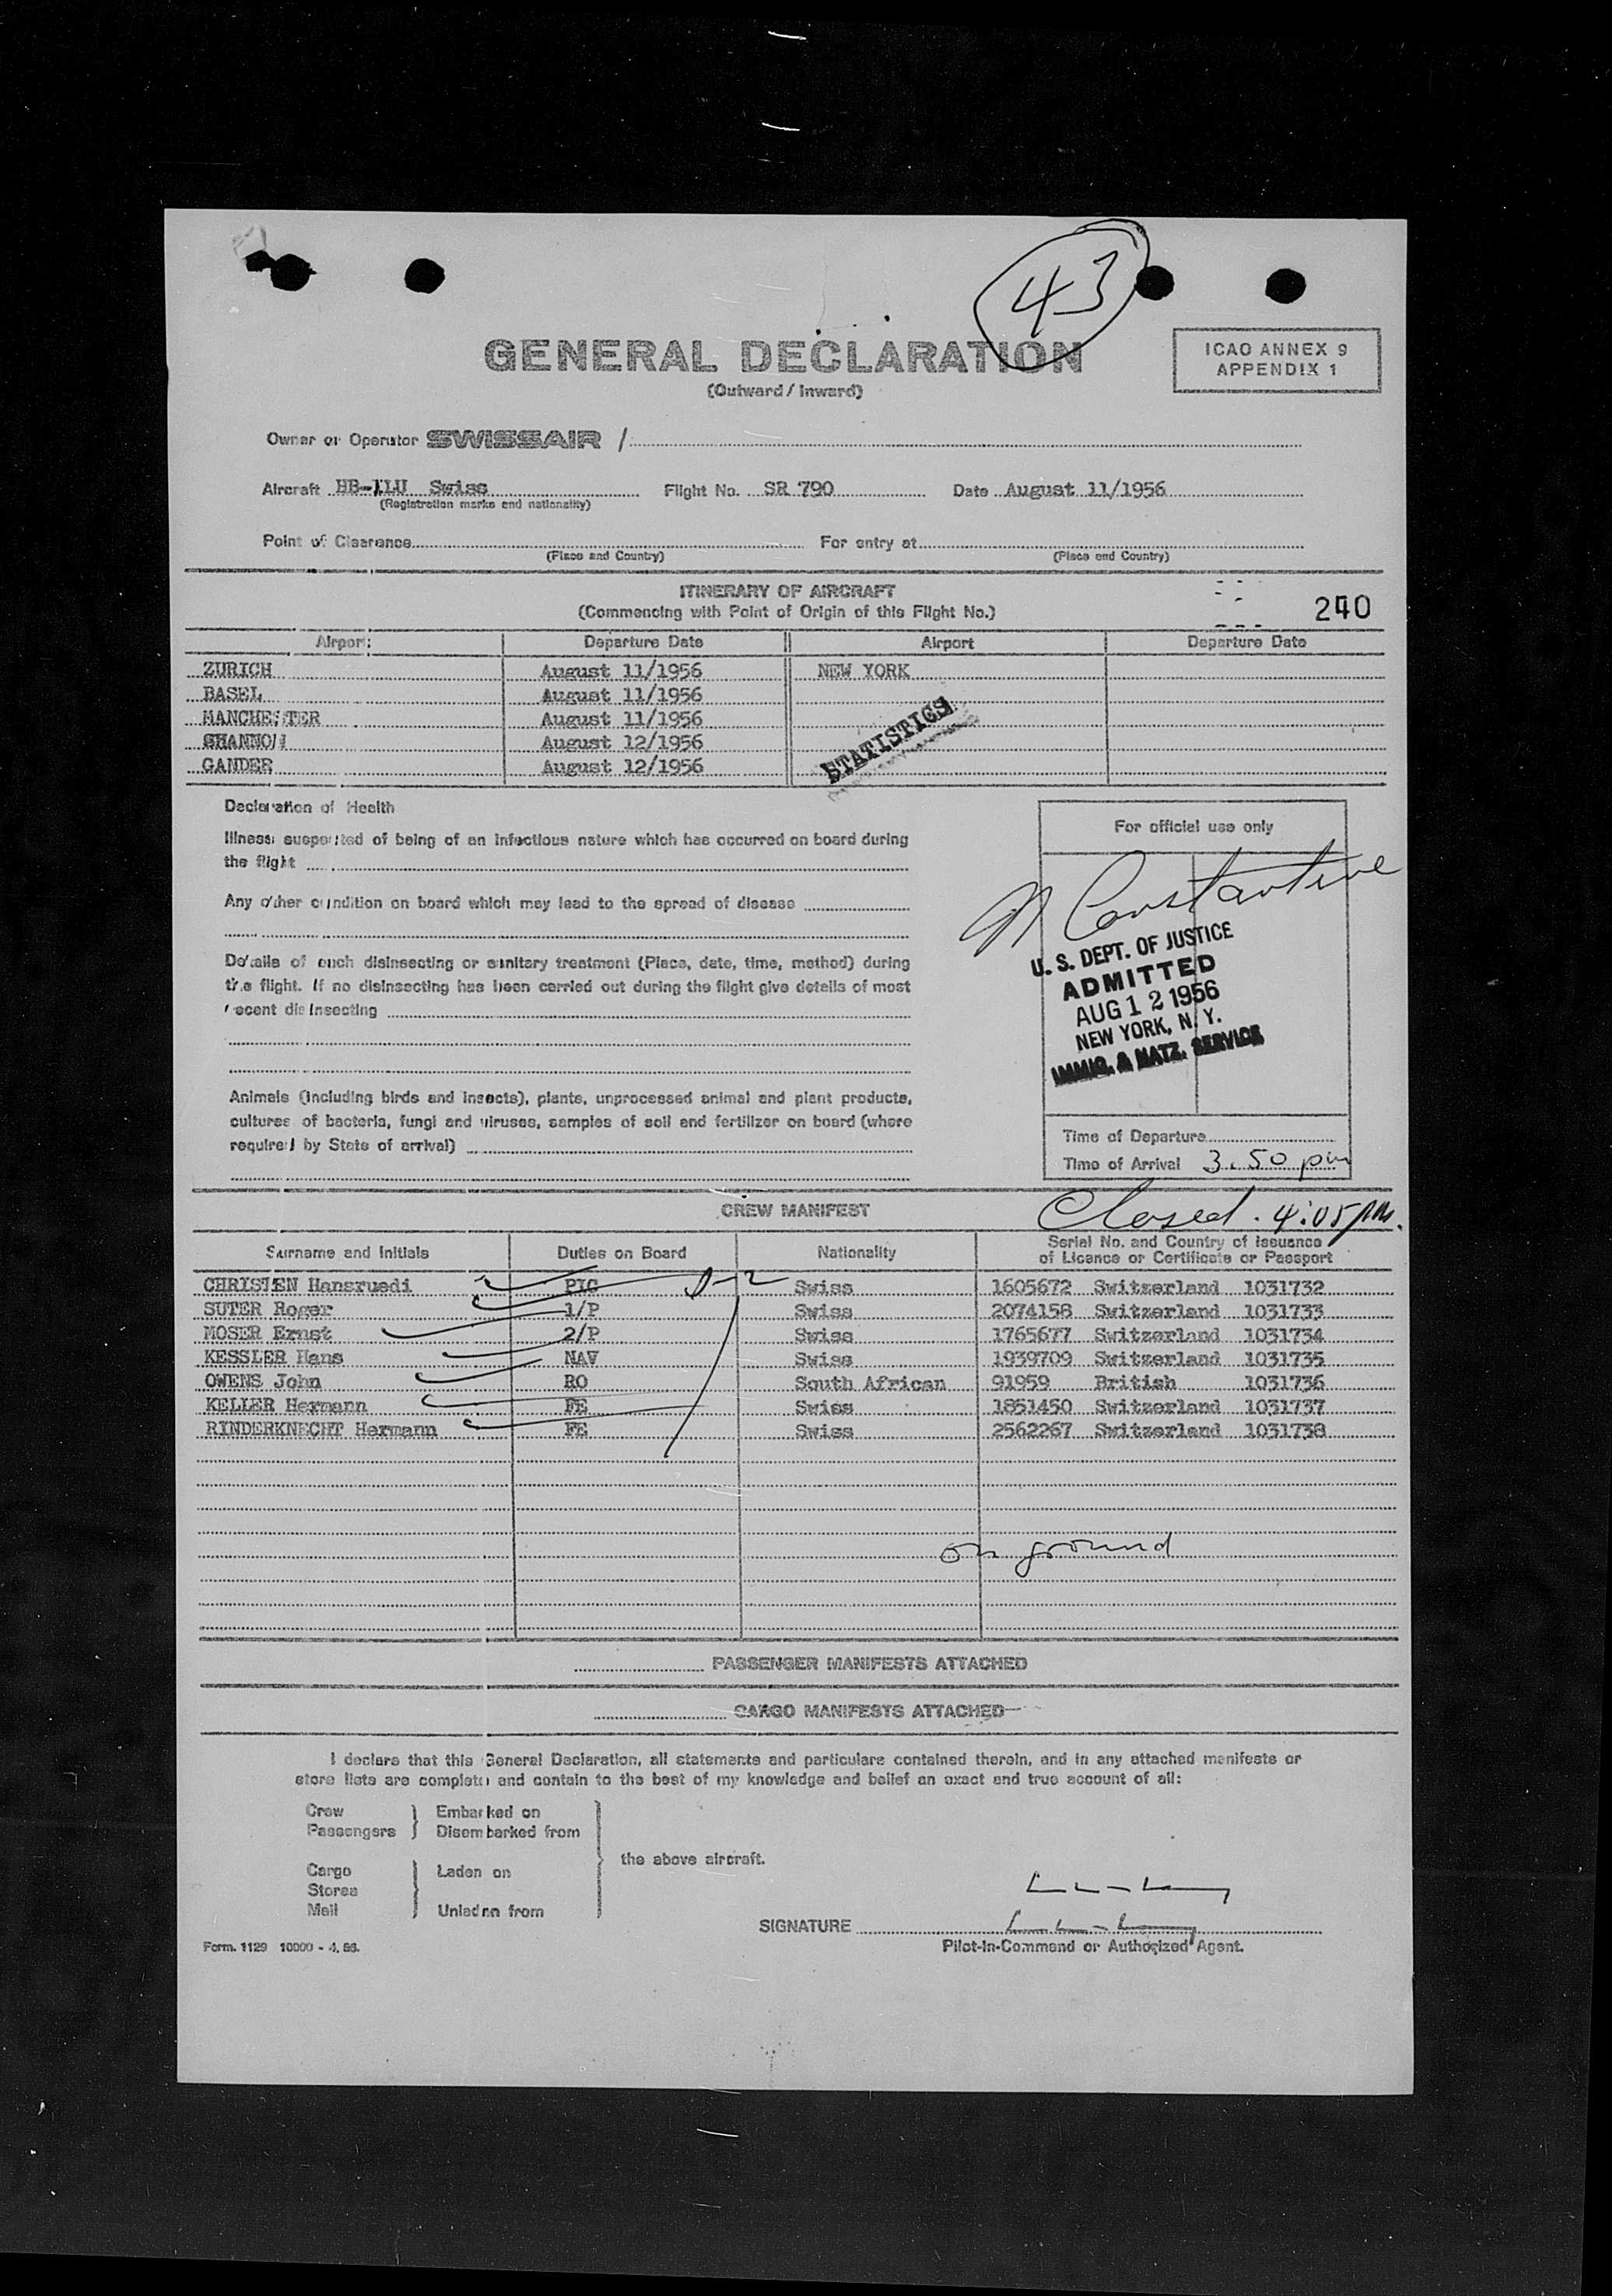 43
GENERAL DECLARATION
(Outward / Inward)
ICAO ANNEX 9
APPENDIX 1
Owner or Operator SWISSAIR /
Aircraft HB-ILU Swiss Flight No. SR 790 Date August 11/1956
(Registration marks and nationality)
Point of Clearance For entry at
(Place and Country) (Place and Country)
ITINERARY OF AIRCRAFT
(Commencing with Point of Origin of this Flight No.)
240
Airport Departure Date Airport Departure Date
ZURICH August 11/1956 NEW YORK
BASEL August 11/1956
MANCHESTER August 11/1956
SHANNON August 12/1956
GANDER August 12/1956
STATISTICS
Declaration of Health
Illness suspected of being of an infectious nature which has occurred on board during
the flight
Any other condition on board which may lead to the spread of disease
Details of each disinsecting or sanitary treatment (Place, date, time, method) during
the flight. If no disinsecting has been carried out during the flight give details of most
recent disinsecting
Animals (including birds and insects), plants, unprocessed animal and plant products,
cultures of bacteria, fungi and viruses, samples of soil and fertilizer on board (where
required by State of arrival)
For official use only
N Constantine
U. S. DEPT. OF JUSTICE
ADMITTED
AUG 12 1956
NEW YORK, N. Y.
IMMIG. & NATZ. SERVICE
Time of Departure
Time of Arrival 3.50 pm
Closed. 4:05 PM.
CREW MANIFEST
Surname and Initials Duties on Board Nationality Serial No. and Country of Issuance
of Licence or Certificate or Passport
CHRISTEN Hansruedi PIC D-2 Swiss 1605672 Switzerland 1031732
SUTER Roger 1/P Swiss 2074158 Switzerland 1031733
MOSER Ernst 2/P Swiss 1765677 Switzerland 1031734
KESSLER Hans NAV Swiss 1939709 Switzerland 1031735
OWENS John RO South African 91959 British 1031736
KELLER Hermann FE Swiss 1851450 Switzerland 1031737
RINDERKNECHT Hermann FE Swiss 2562267 Switzerland 1031738
on ground
PASSENGER MANIFESTS ATTACHED
CARGO MANIFESTS ATTACHED
I declare that this General Declaration, all statements and particulars contained therein, and in any attached manifests or
store lists are complete and contain to the best of my knowledge and belief an exact and true account of all:
Crew Embarked on
Passengers Disembarked from
the above aircraft.
Cargo Laden on
Stores
Mail Unladen from
SIGNATURE
Form. 1129 10000 - 4. 56. Pilot-in-Command or Authorized Agent.